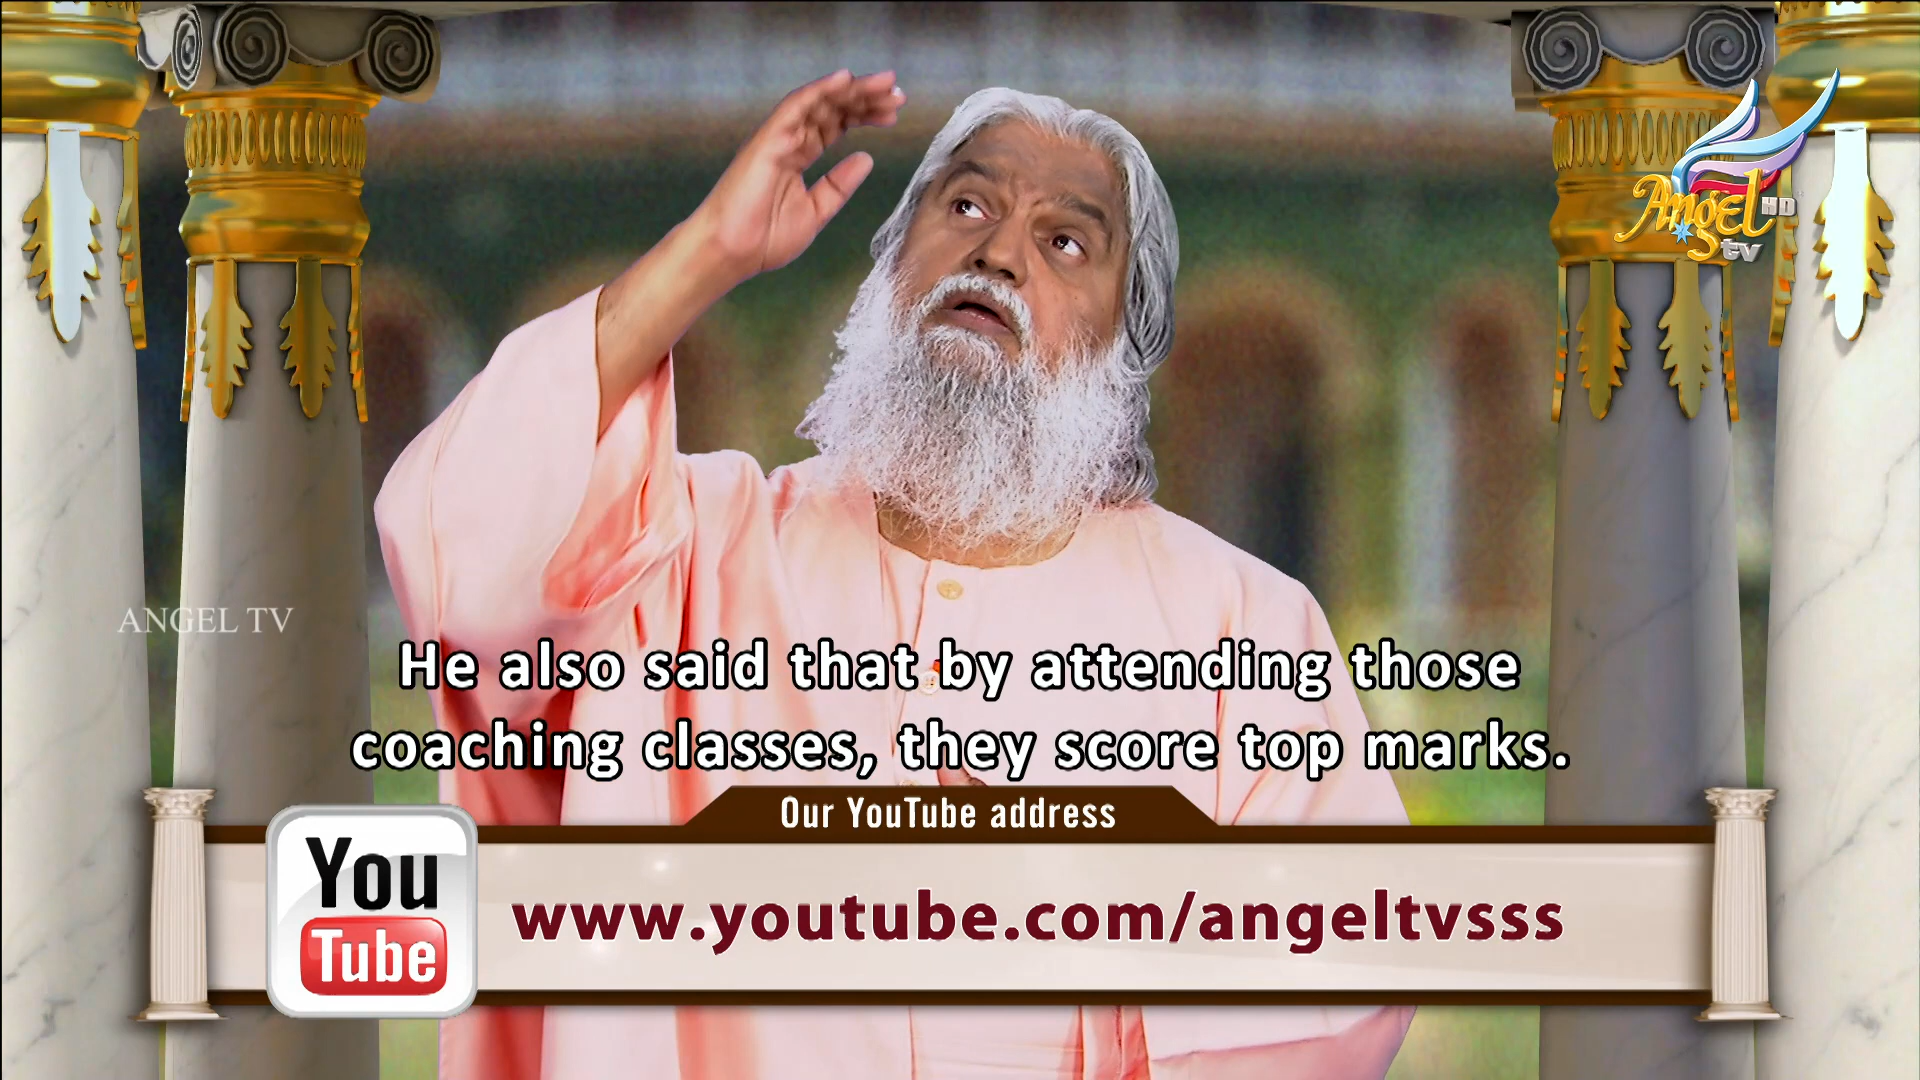 Angel HD
tv
ANGEL TV
He also said that by attending those
coaching classes, they score top marks.
Our YouTube address
You
Tube
www.youtube.com/angeltvsss